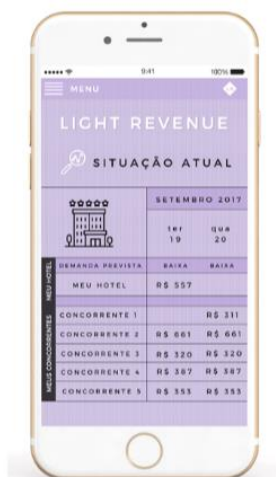 9:41 100%
MENU
LIGHT REVENUE
SITUAÇÃO ATUAL
SETEMBRO 2017
ter qua
19 20
MEU HOTEL
DEMANDA PREVISTA BAIXA BAIXA
MEU HOTEL R$ 557
MEUS CONCORRENTES
CONCORRENTE 1 R$ 311
CONCORRENTE 2 R$ 661 R$ 661
CONCORRENTE 3 R$ 320 R$ 320
CONCORRENTE 4 R$ 387 R$ 387
CONCORRENTE 5 R$ 353 R$ 353